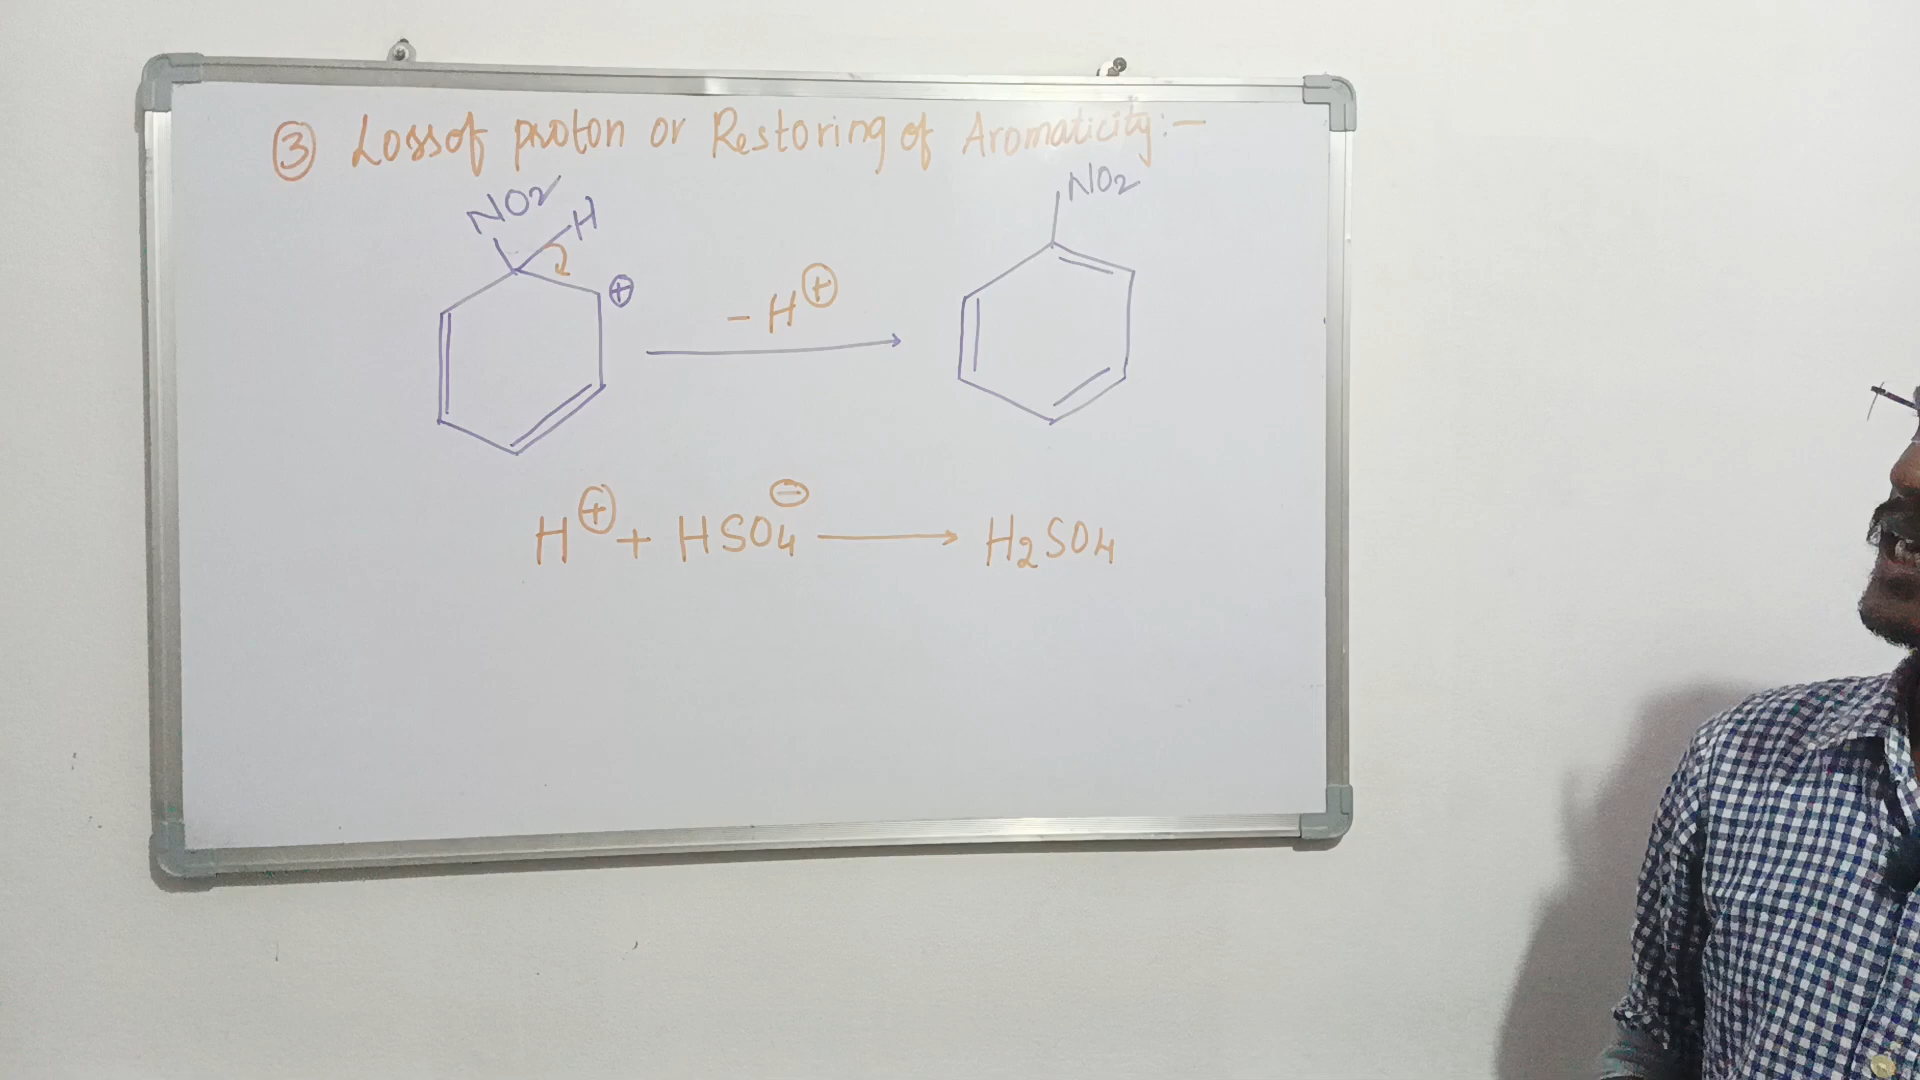 ③ Loss of proton or Restoring of Aromaticity:-
NO2 H NO2
⊕ - H⊕
H⊕ + HSO4⊖ → H2SO4